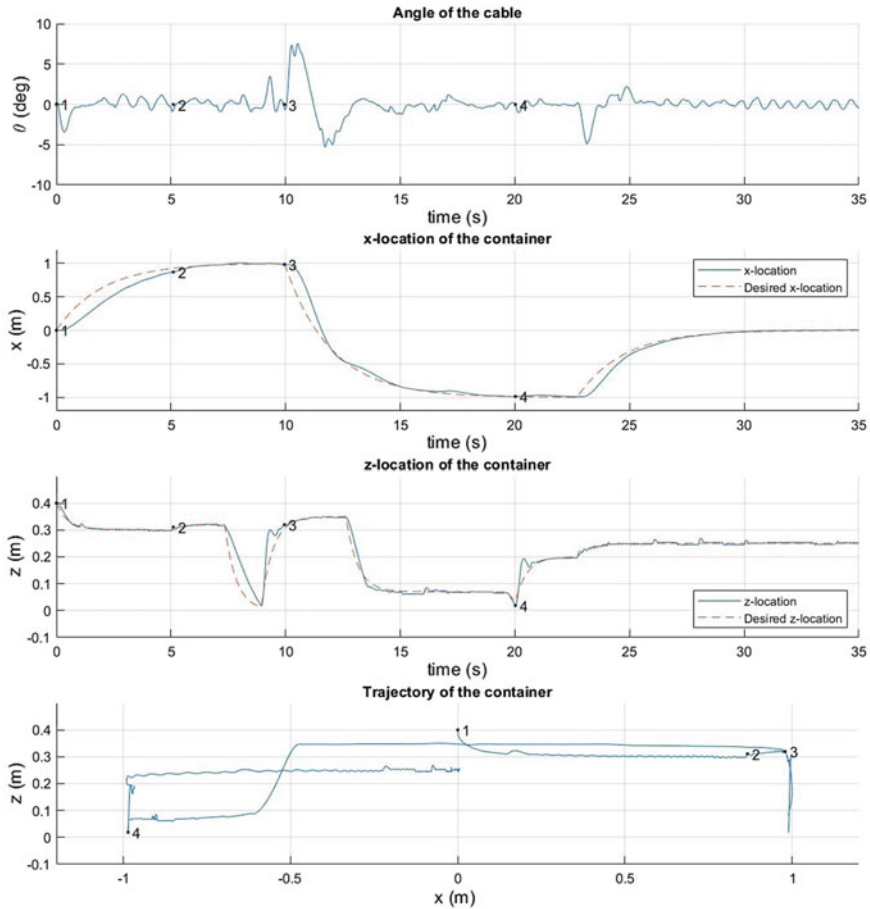 Angle of the cable
10
5
0
-5
-10
θ (deg)
1
2
3
4
0 5 10 15 20 25 30 35
time (s)
x-location of the container
1
0.5
0
-0.5
-1
x (m)
1
2
3
4
x-location
Desired x-location
0 5 10 15 20 25 30 35
time (s)
z-location of the container
0.4
0.3
0.2
0.1
0
-0.1
z (m)
1
2
3
4
z-location
Desired z-location
0 5 10 15 20 25 30 35
time (s)
Trajectory of the container
0.4
0.3
0.2
0.1
0
-0.1
z (m)
1
2
3
4
-1 -0.5 0 0.5 1
x (m)